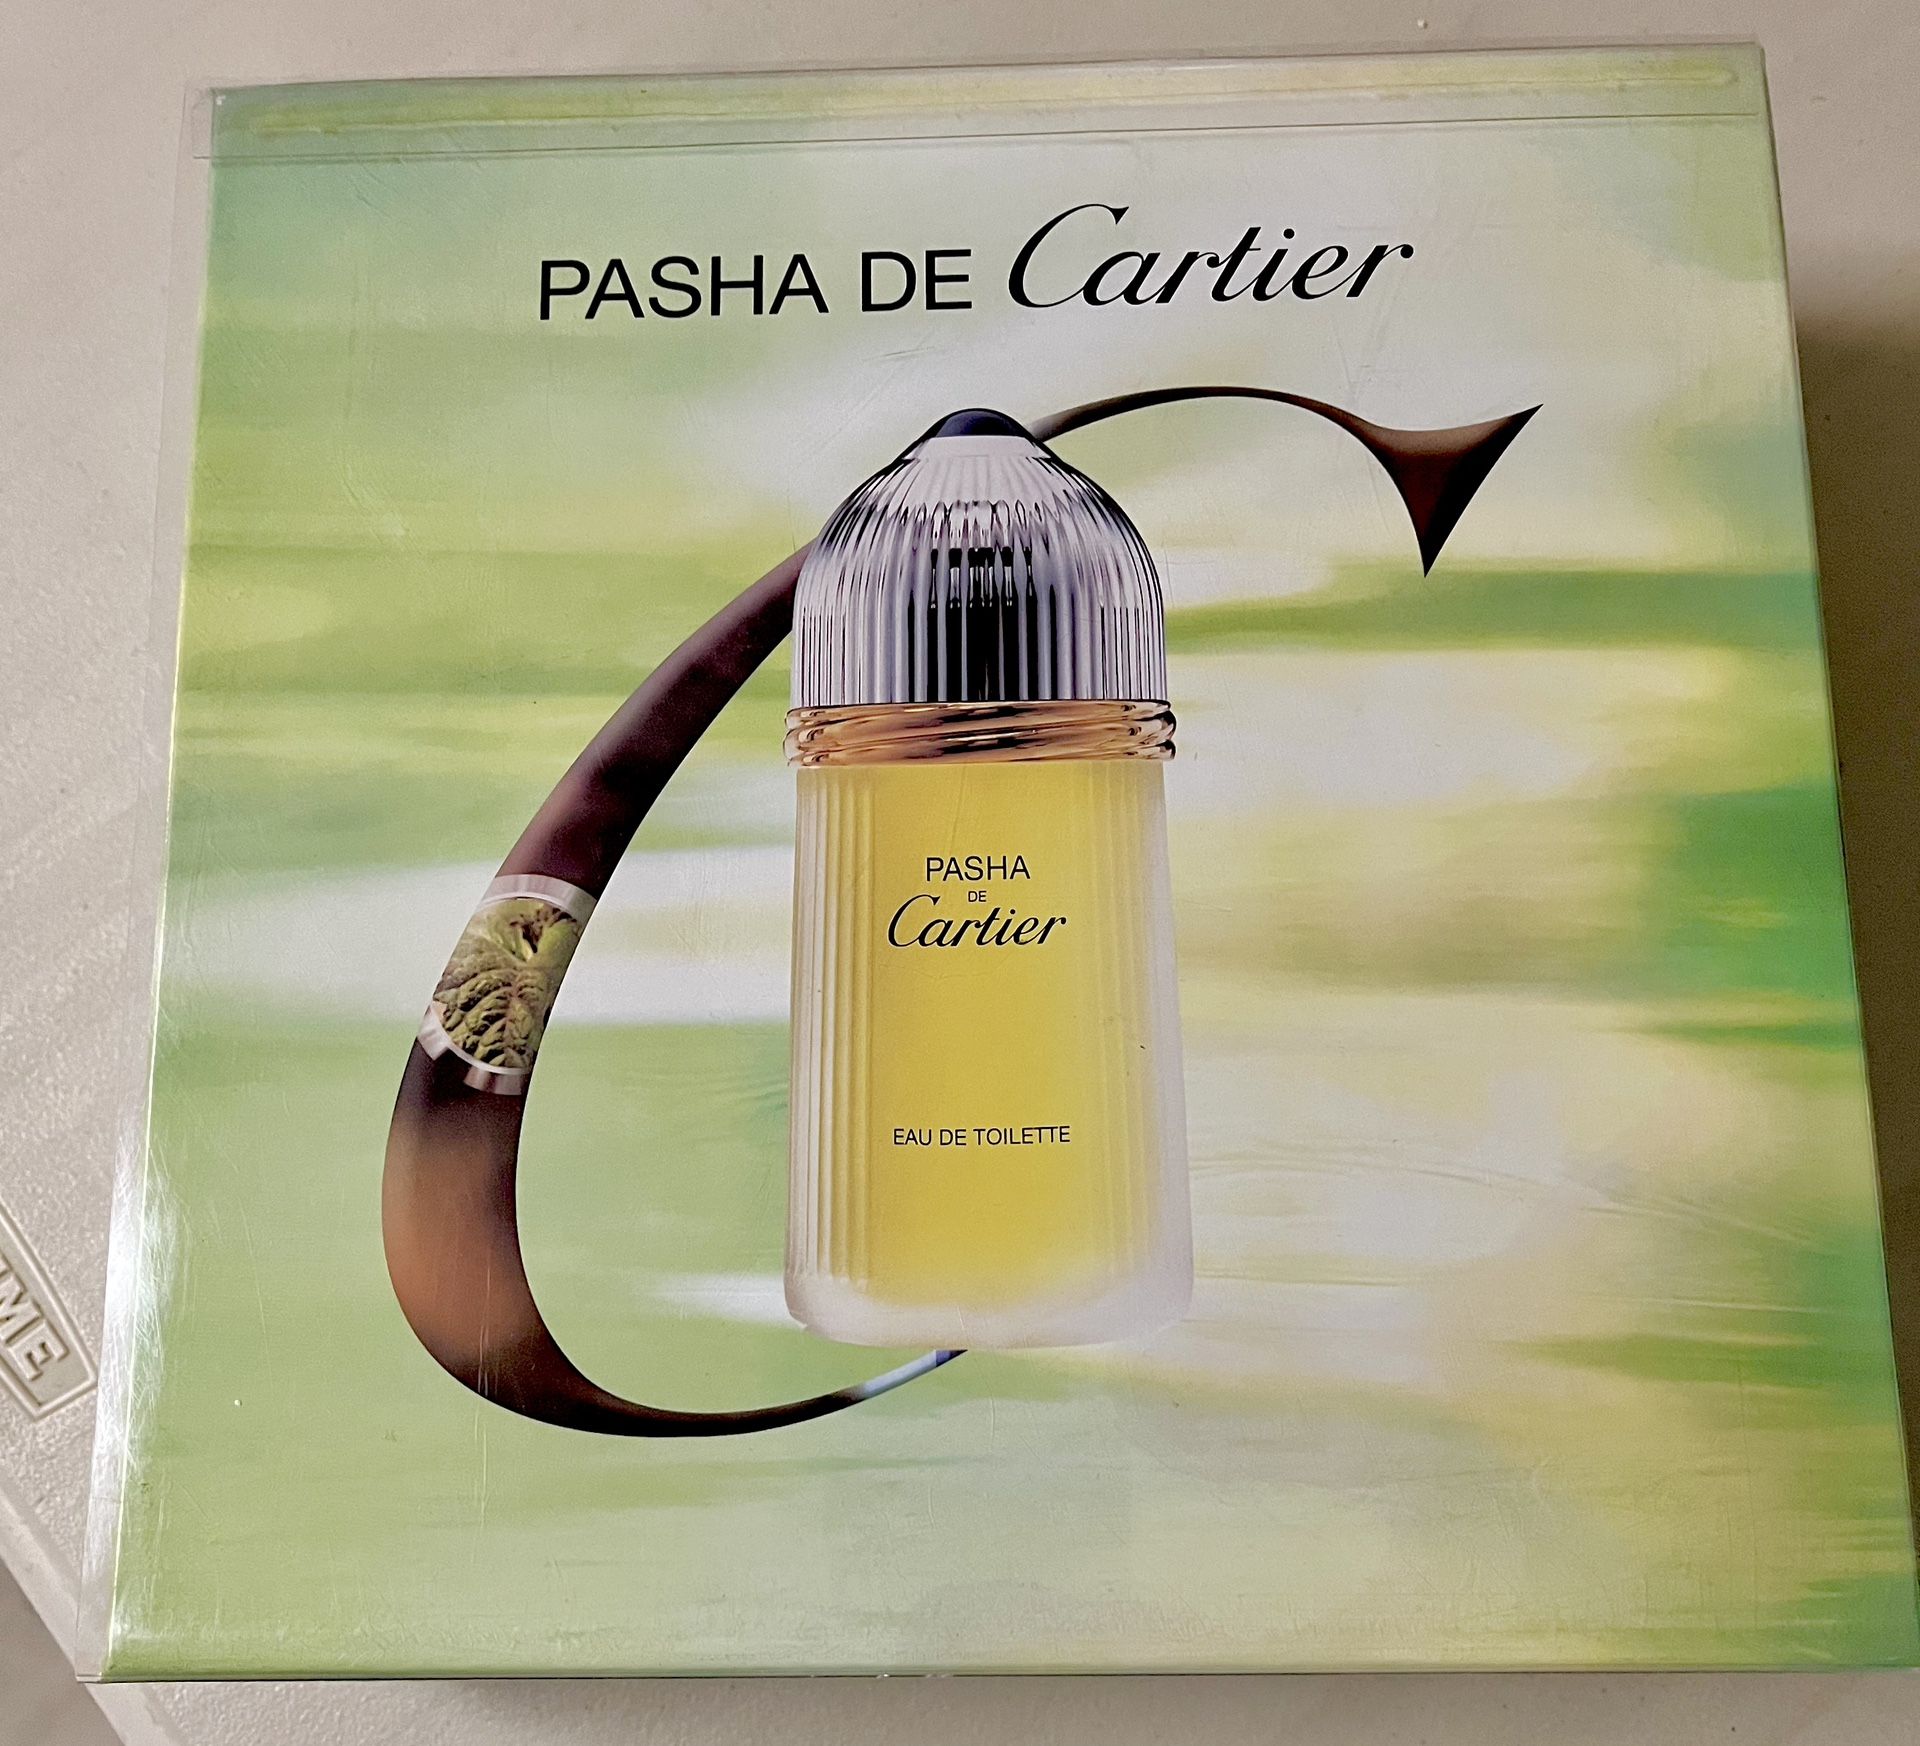 PASHA DE Cartier
PASHA
DE
Cartier
EAU DE TOILETTE